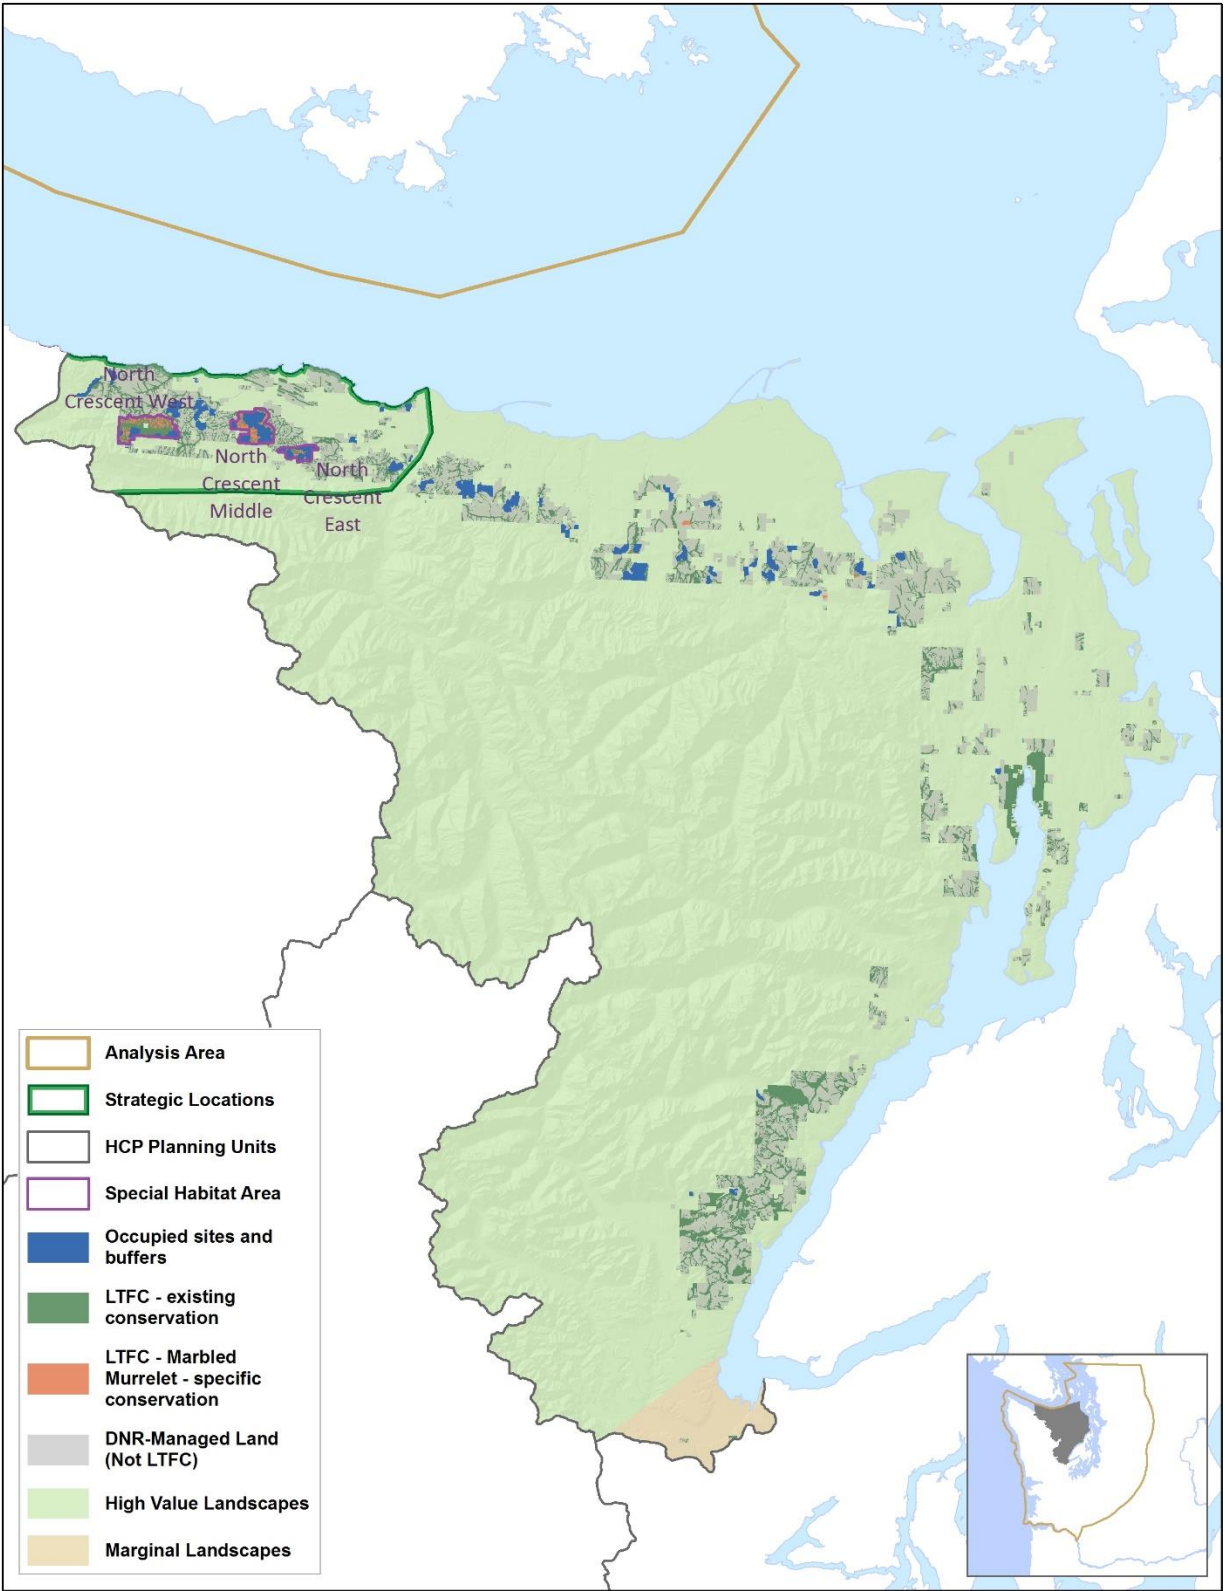 North
Crescent West
North
Crescent
Middle
North
Crescent
East
Analysis Area
Strategic Locations
HCP Planning Units
Special Habitat Area
Occupied sites and
buffers
LTFC - existing
conservation
LTFC - Marbled
Murrelet - specific
conservation
DNR-Managed Land
(Not LTFC)
High Value Landscapes
Marginal Landscapes